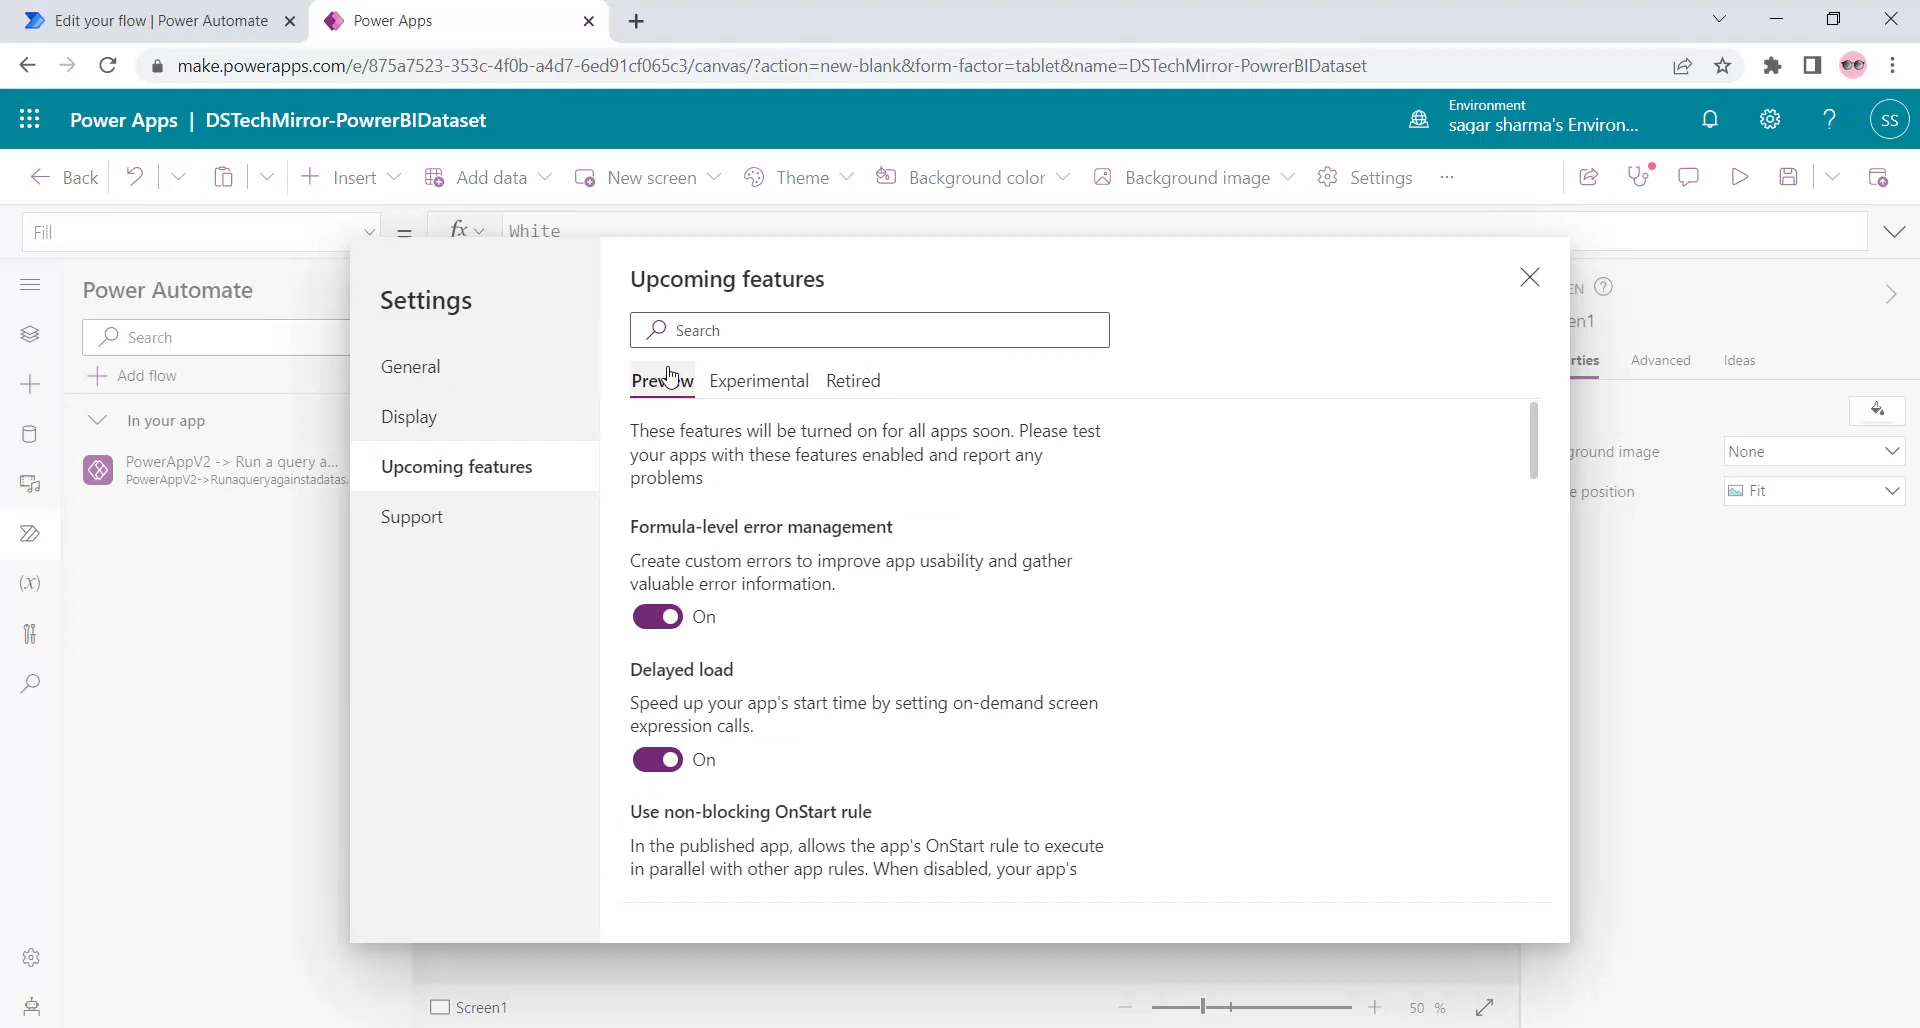 Edit your flow | Power Automate
Power Apps
make.powerapps.com/e/875a7523-353c-4f0b-a4d7-6ed91cf065c3/canvas/?action=new-blank&form-factor=tablet&name=DSTechMirror-PowrerBIDataset
Power Apps | DSTechMirror-PowrerBIDataset
Environment
sagar sharma's Environ...
?
SS
Back
Insert
Add data
New screen
Theme
Background color
Background image
Settings
...
Fill
=
fx
White
Power Automate
Search
Add flow
In your app
PowerAppV2 -> Run a query a...
PowerAppV2->Runaqueryagainstadatas.
(x)
Settings
General
Display
Upcoming features
Support
Upcoming features
Search
Preview
Experimental
Retired
These features will be turned on for all apps soon. Please test
your apps with these features enabled and report any
problems
Formula-level error management
Create custom errors to improve app usability and gather
valuable error information.
On
Delayed load
Speed up your app's start time by setting on-demand screen
expression calls.
On
Use non-blocking OnStart rule
In the published app, allows the app's OnStart rule to execute
in parallel with other app rules. When disabled, your app's
EN ?
en1
rties
Advanced
Ideas
ground image
None
e position
Fit
Screen1
50 %